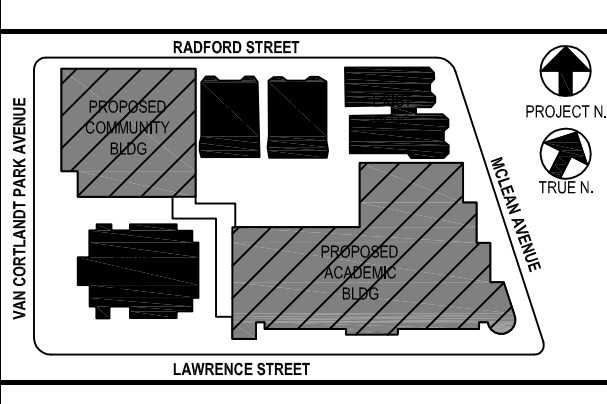 RADFORD STREET
PROPOSED
COMMUNITY
BLDG
PROJECT N.
TRUE N.
VAN CORTLANDT PARK AVENUE
MCLEAN AVENUE
PROPOSED
ACADEMIC
BLDG
LAWRENCE STREET